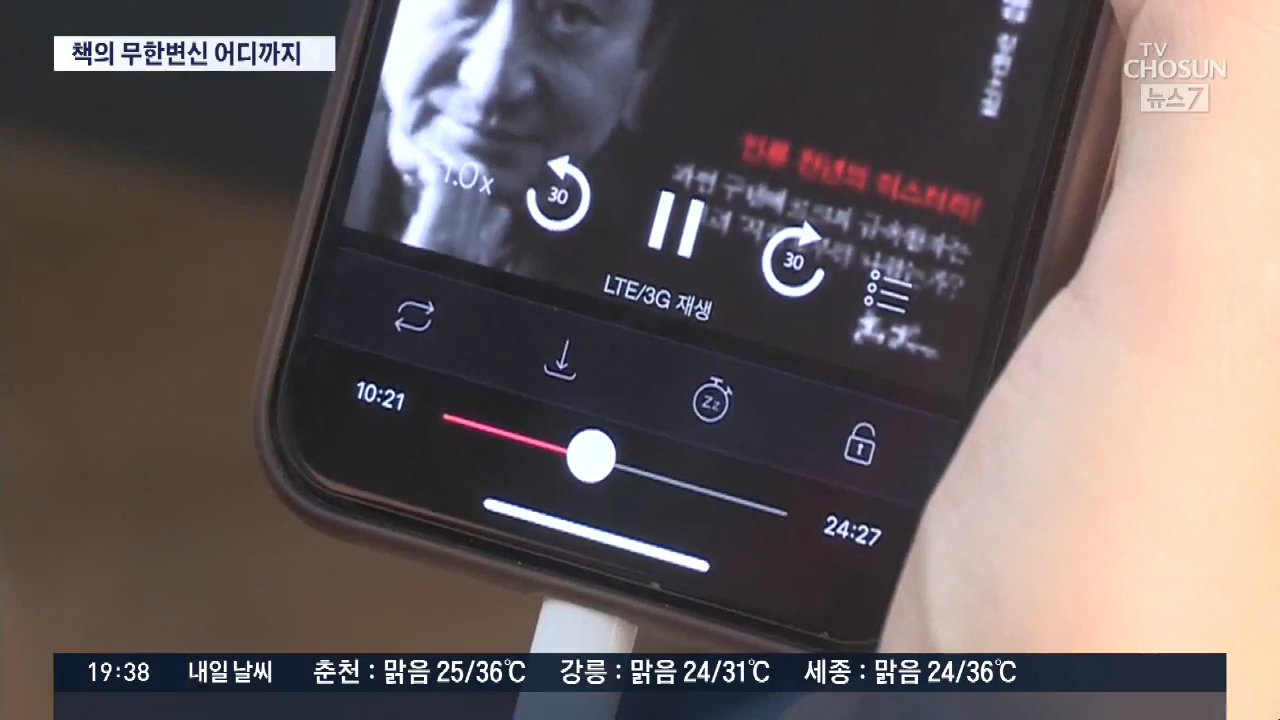 책의 무한변신 어디까지
TV
CHOSUN
뉴스7
1.0x
30
30
LTE/3G 재생
Zz
10:21
24:27
19:38 내일날씨 춘천 : 맑음 25/36℃ 강릉 : 맑음 24/31℃ 세종 : 맑음 24/36℃